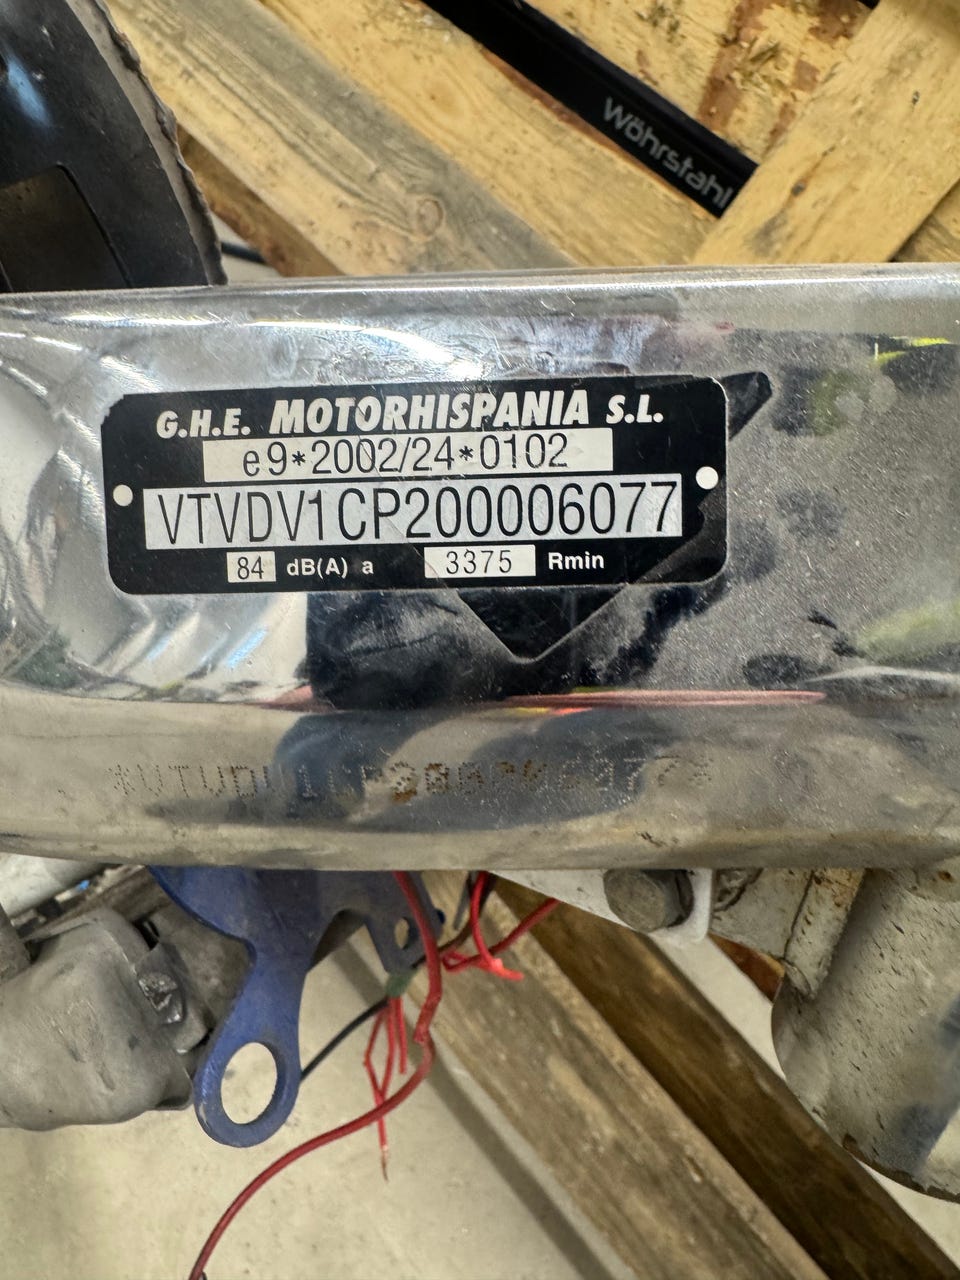 Wöhrstahl
G.H.E. MOTORHISPANIA S.L.
e9*2002/24*0102
VTVDV1CP200006077
84 dB(A) a 3375 Rmin